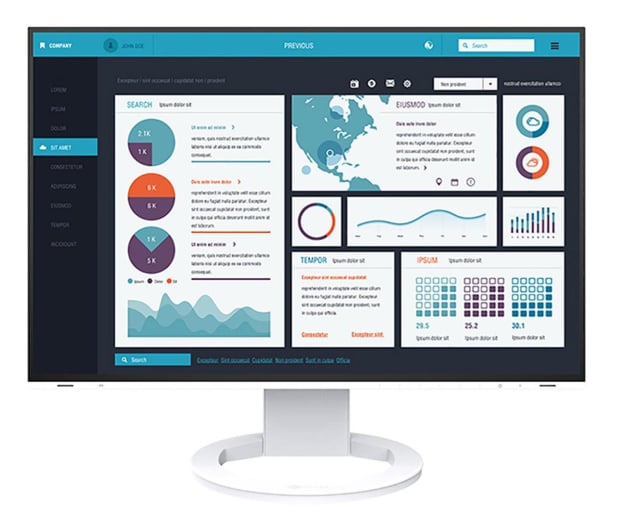 COMPANY
JOHN DOE
PREVIOUS
Search
LOREM
IPSUM
DOLOR
SIT AMET
CONSECTETUR
ADIPISCING
EIUSMOD
TEMPOR
INCIDIDUNT
Excepteur / sint occaecat / cupidatat non / proident
Non proident
nostrud exercitation ullamco
SEARCH Ipsum dolor sit
2.1K
1 K
Ut enim ad minim
veniam, quis nostrud exercitation ullamco
laboris nisi ut aliquip ex ea commodo
consequat.
6 K
6 K
Duis aute irure dolor
reprehenderit in voluptate velit esse cillum
dolore eu fugiat nulla pariatur. Excepteur
sint occaecat cupidatat non proident, sunt
in culpa qui officia deserunt mollit anim id
est laborum.
1 K
5 K
Ut enim ad minim
veniam, quis nostrud exercitation ullamco
laboris nisi ut aliquip ex ea commodo
consequat.
Ipsum Dolor Sit
EIUSMOD Ipsum dolor sit
Duis aute irure dolor
reprehenderit in voluptate velit esse cillum
dolore eu fugiat nulla pariatur. Excepteur
sint occaecat cupidatat non proident, sunt
in culpa qui officia deserunt mollit anim id
est laborum.
TEMPOR Ipsum dolor sit
Excepteur sint occaecat cupidatat
reprehenderit in voluptate velit esse cillum
dolore eu fugiat nulla pariatur. Excepteur
sint occaecat cupidatat non proident, sunt
in culpa qui officia.
Consectetur Excepteur sint.
IPSUM Ipsum dolor sit
29.5 25.2 30.1
Ipsum dolor sit Ipsum dolor sit Ipsum dolor sit
Search
Excepteur Sint occaecat Cupidatat Non proident Sunt in culpa Officia